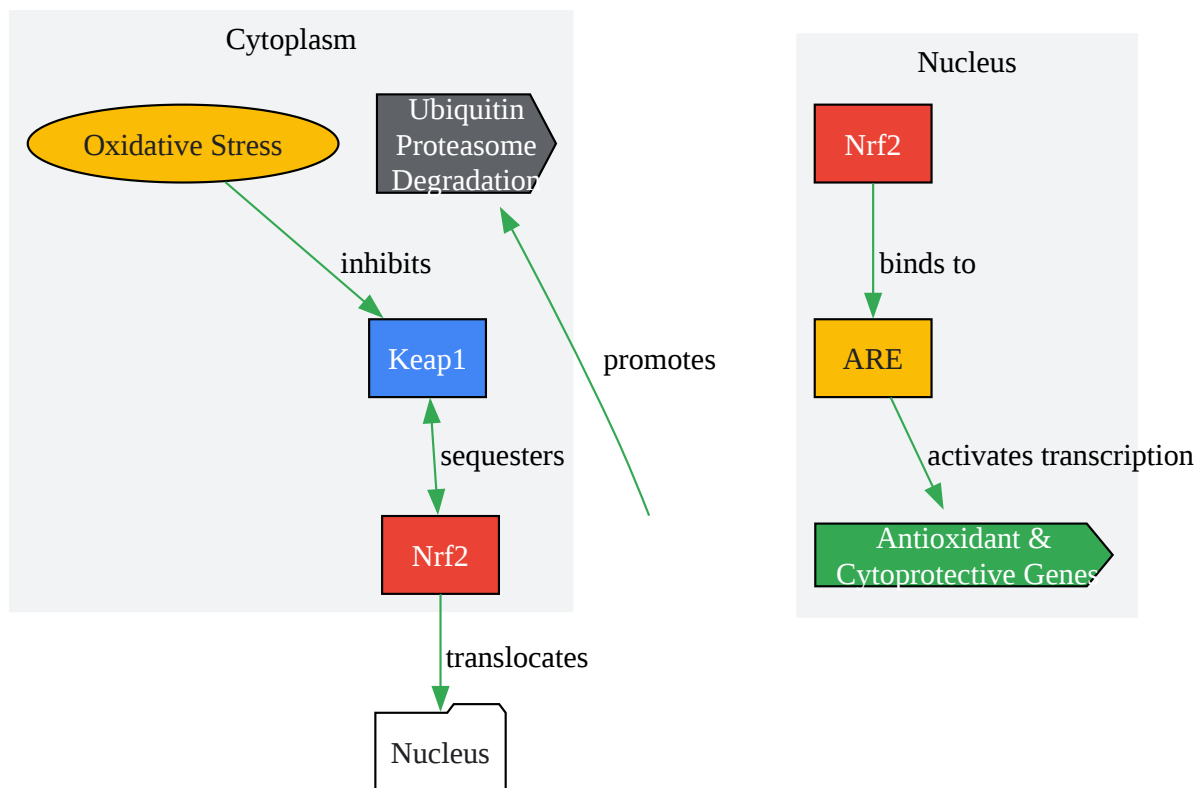 Cytoplasm
Oxidative Stress
Ubiquitin
Proteasome
Degradation
inhibits
Keap1
promotes
sequesters
Nrf2
translocates
Nucleus
Nucleus
Nrf2
binds to
ARE
activates transcription
Antioxidant &
Cytoprotective Genes